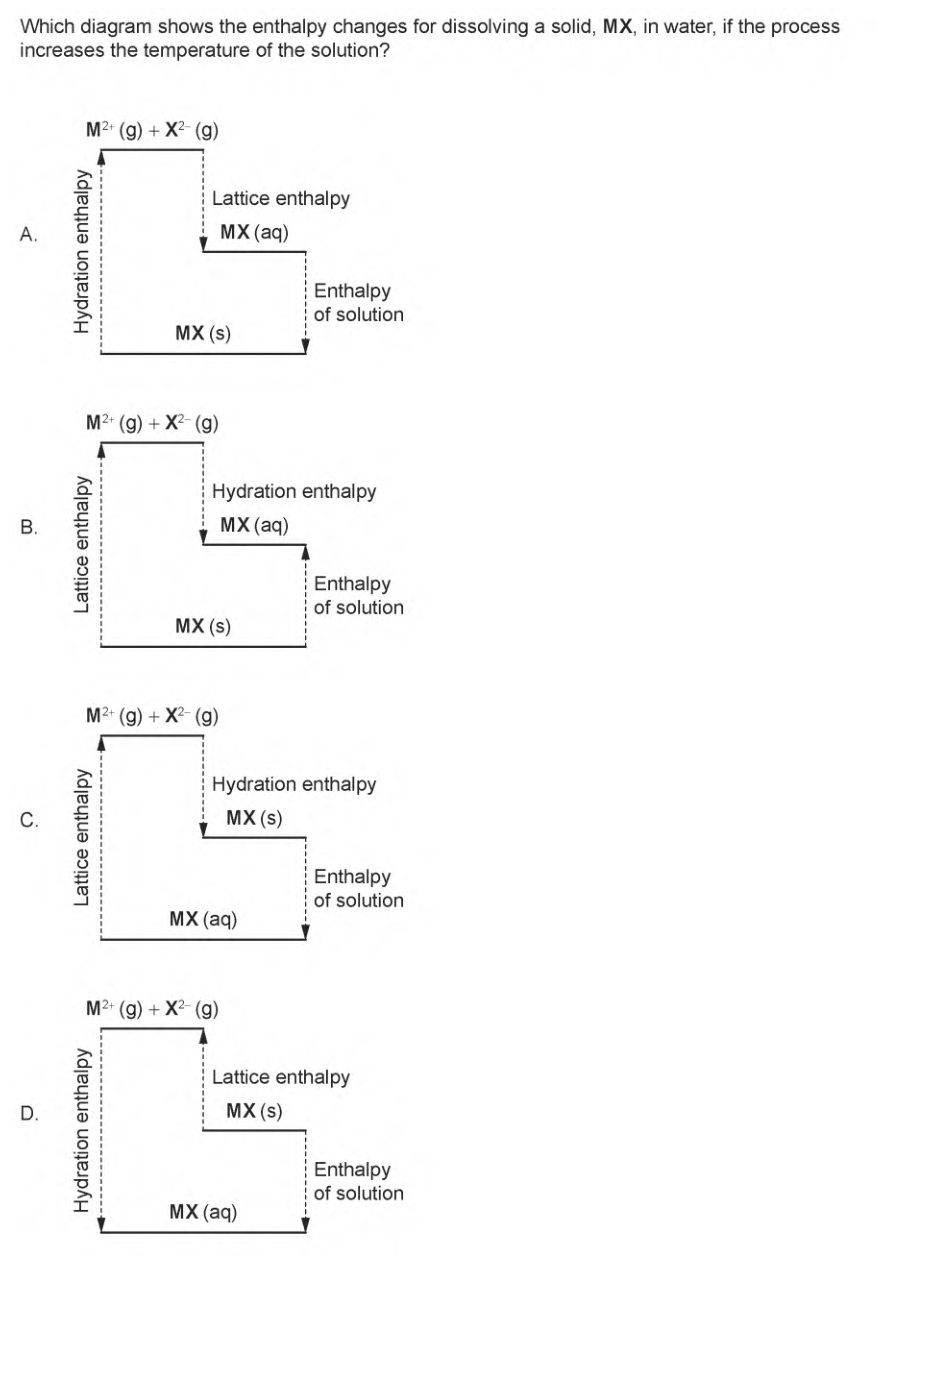 Which diagram shows the enthalpy changes for dissolving a solid, MX, in water, if the process
increases the temperature of the solution?
A.
M²⁺ (g) + X²⁻ (g)
Hydration enthalpy
Lattice enthalpy
MX (aq)
Enthalpy
of solution
MX (s)
B.
M²⁺ (g) + X²⁻ (g)
Lattice enthalpy
Hydration enthalpy
MX (aq)
Enthalpy
of solution
MX (s)
C.
M²⁺ (g) + X²⁻ (g)
Lattice enthalpy
Hydration enthalpy
MX (s)
Enthalpy
of solution
MX (aq)
D.
M²⁺ (g) + X²⁻ (g)
Hydration enthalpy
Lattice enthalpy
MX (s)
Enthalpy
of solution
MX (aq)